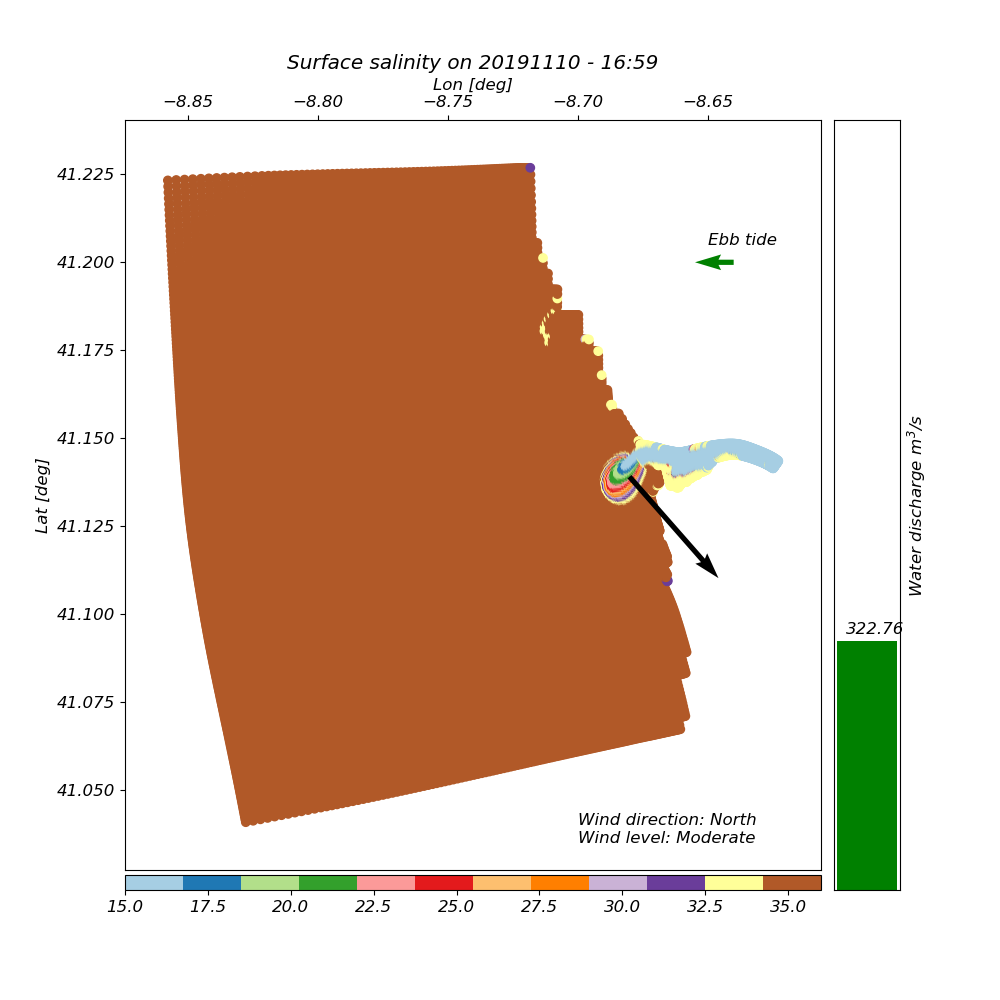 Surface salinity on 20191110 - 16:59
Lon [deg]
−8.85 −8.80 −8.75 −8.70 −8.65
41.225
41.200
41.175
41.150
41.125
41.100
41.075
41.050
Lat [deg]
Ebb tide
Wind direction: North
Wind level: Moderate
15.0 17.5 20.0 22.5 25.0 27.5 30.0 32.5 35.0
322.76
Water discharge m³/s